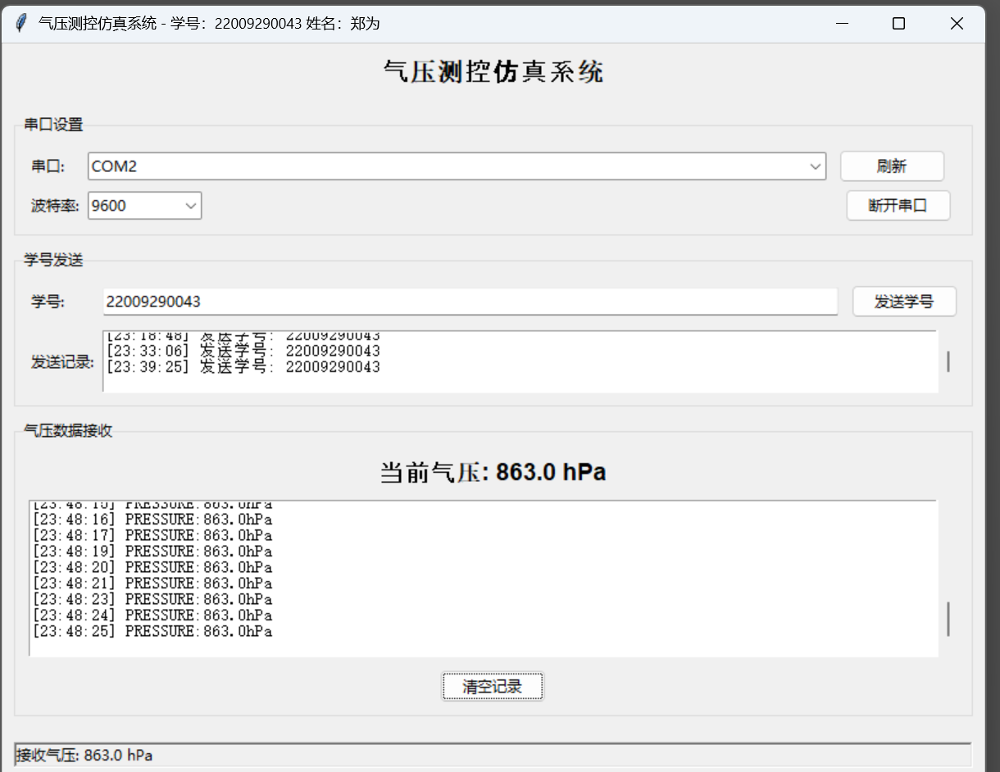 气压测控仿真系统 - 学号：22009290043 姓名：郑为
气压测控仿真系统
串口设置
串口: COM2 刷新
波特率: 9600 断开串口
学号发送
学号: 22009290043 发送学号
[23:18:48] 发送学号: 22009290043
[23:33:06] 发送学号: 22009290043
发送记录: [23:39:25] 发送学号: 22009290043
气压数据接收
当前气压: 863.0 hPa
[23:48:15] PRESSURE:863.0hPa
[23:48:16] PRESSURE:863.0hPa
[23:48:17] PRESSURE:863.0hPa
[23:48:19] PRESSURE:863.0hPa
[23:48:20] PRESSURE:863.0hPa
[23:48:21] PRESSURE:863.0hPa
[23:48:23] PRESSURE:863.0hPa
[23:48:24] PRESSURE:863.0hPa
[23:48:25] PRESSURE:863.0hPa
清空记录
接收气压: 863.0 hPa